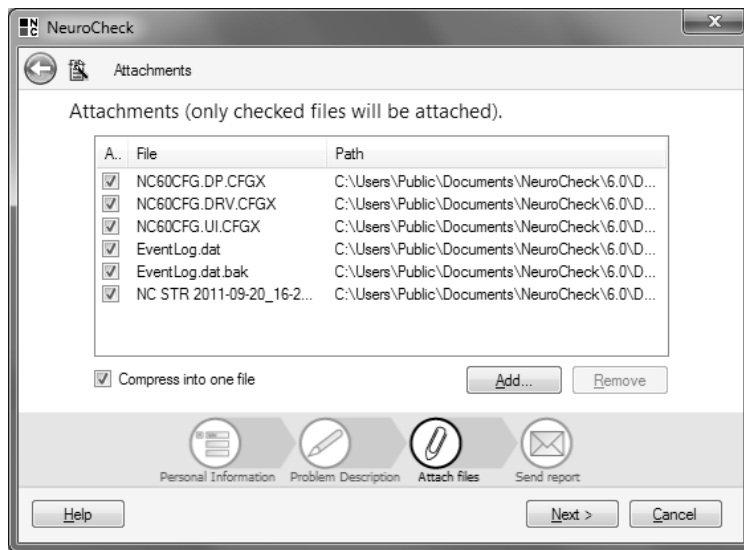 NeuroCheck
Attachments
Attachments (only checked files will be attached).
A.. File Path
NC60CFG.DP.CFGX C:\Users\Public\Documents\NeuroCheck\6.0\D...
NC60CFG.DRV.CFGX C:\Users\Public\Documents\NeuroCheck\6.0\D...
NC60CFG.UI.CFGX C:\Users\Public\Documents\NeuroCheck\6.0\D...
EventLog.dat C:\Users\Public\Documents\NeuroCheck\6.0\D...
EventLog.dat.bak C:\Users\Public\Documents\NeuroCheck\6.0\D...
NC STR 2011-09-20_16-2... C:\Users\Public\Documents\NeuroCheck\6.0\D...
Compress into one file Add... Remove
Personal Information Problem Description Attach files Send report
Help Next > Cancel